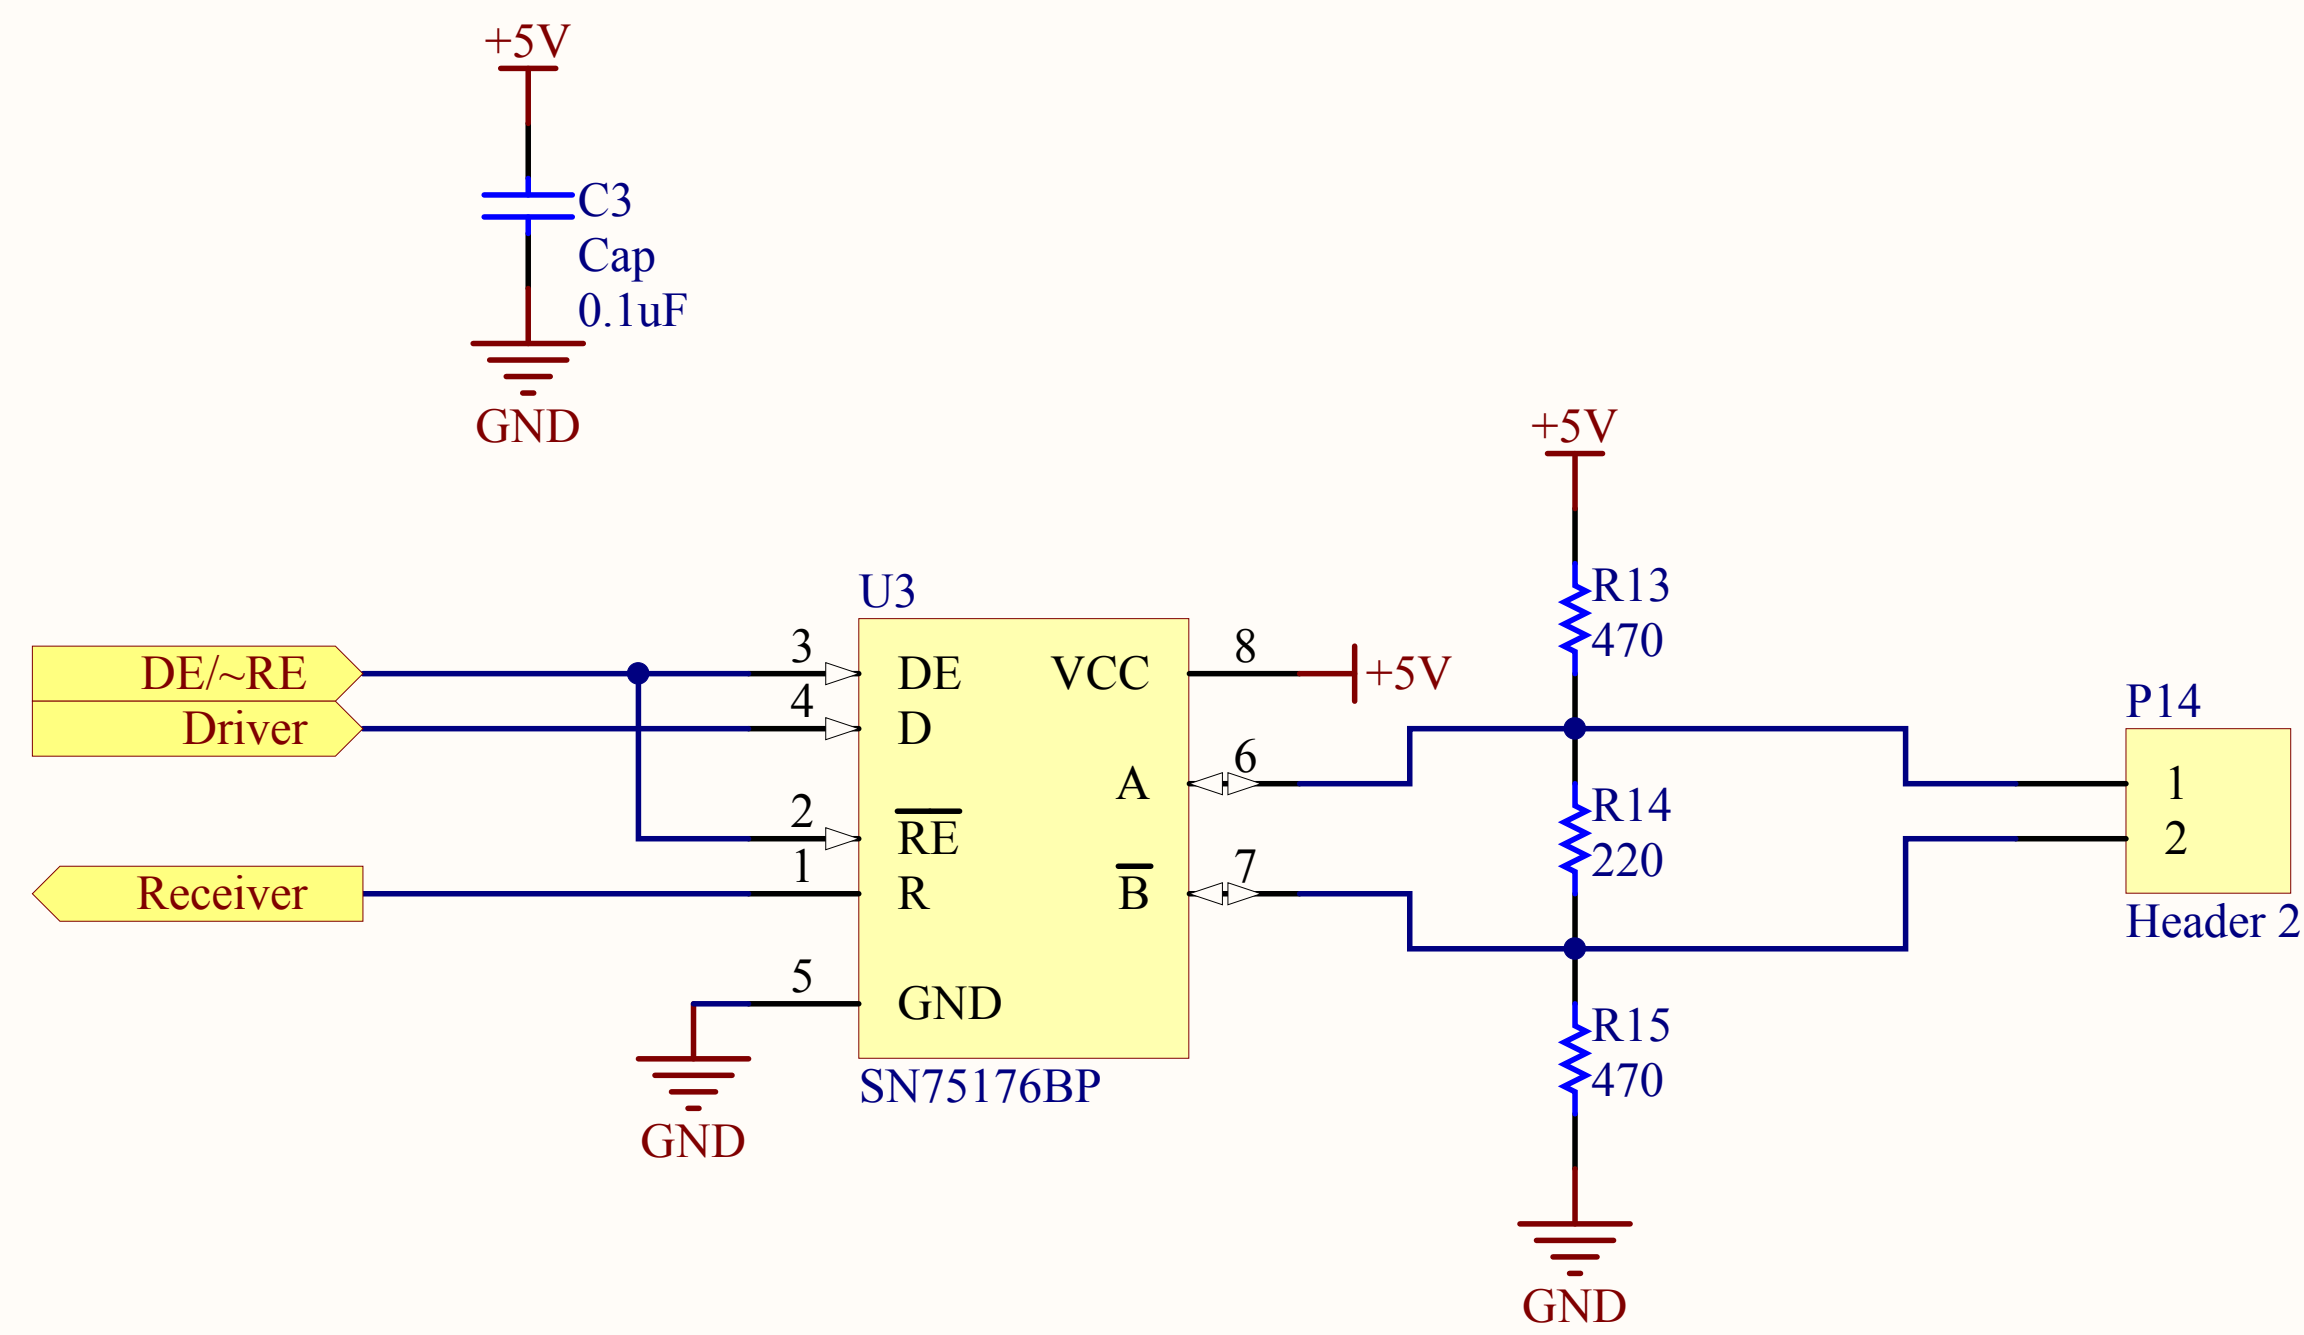 +5V
C3
Cap
0.1uF
GND
+5V
R13
470
U3
DE/~RE
3
DE
VCC
8
+5V
Driver
4
D
A
6
R14
220
P14
1
2
Header 2
2
RE
Receiver
1
R
B
7
5
GND
GND
SN75176BP
R15
470
GND